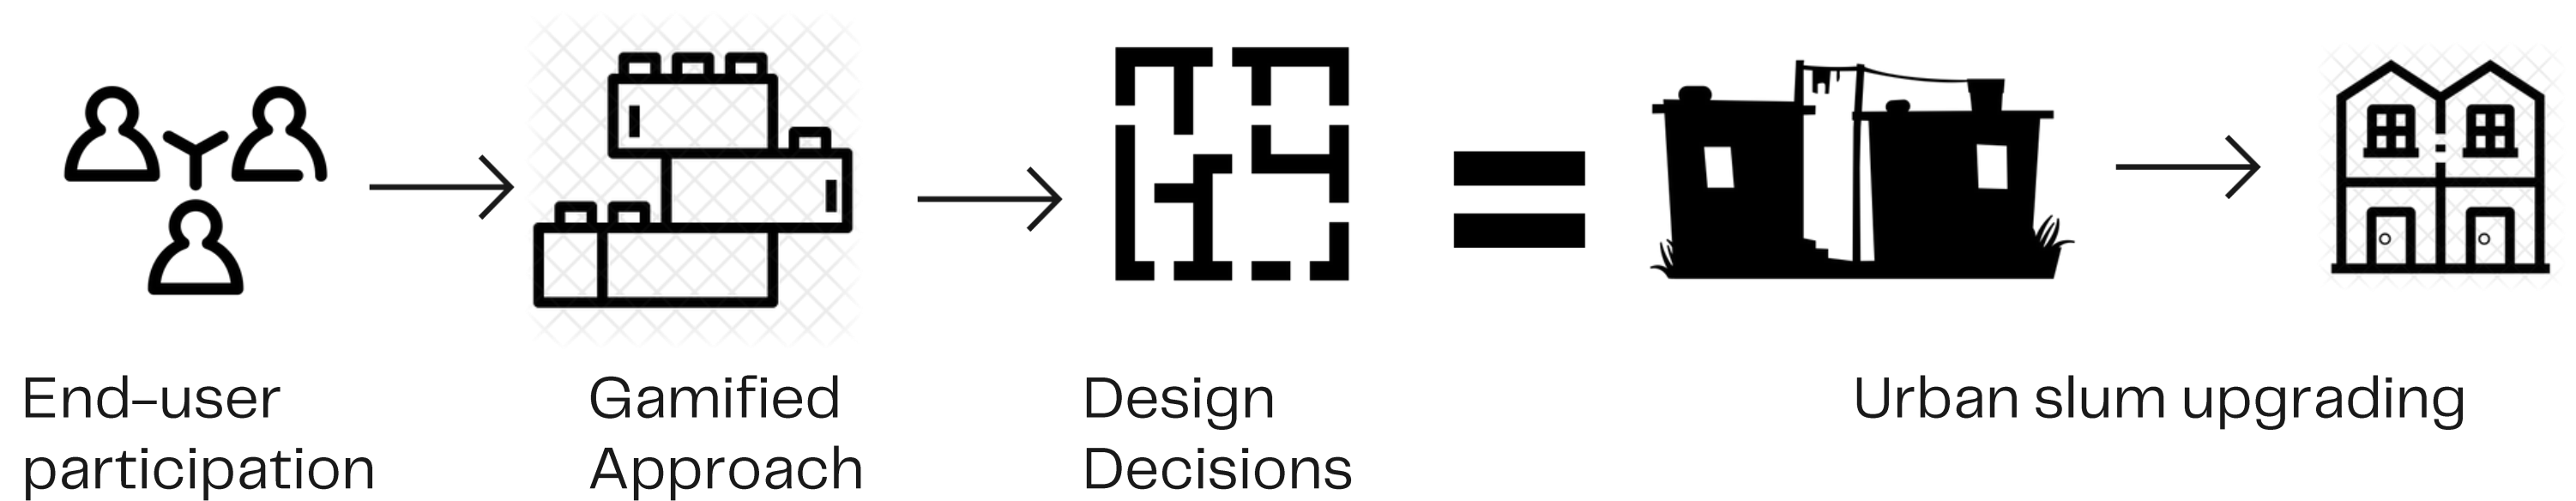 End-user
participation
Gamified
Approach
Design
Decisions
Urban slum upgrading